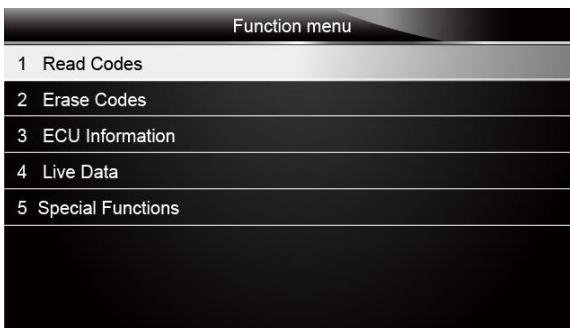 Function menu
1 Read Codes
2 Erase Codes
3 ECU Information
4 Live Data
5 Special Functions